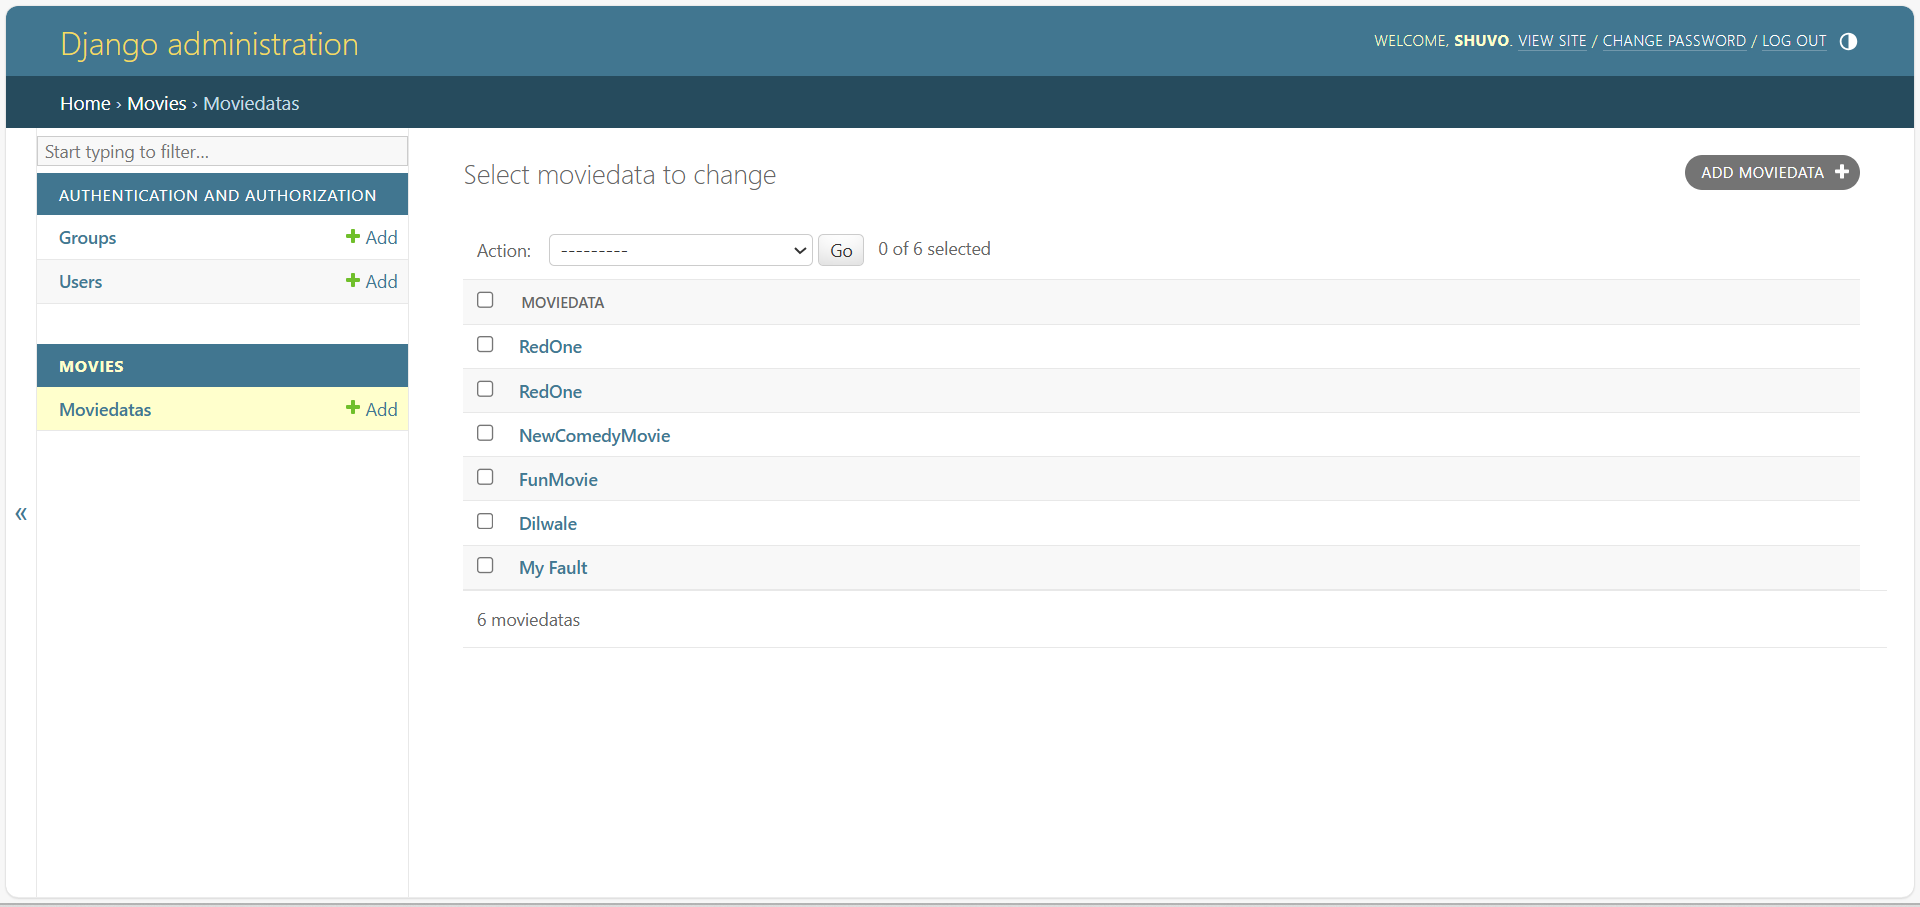 Django administration
WELCOME, SHUVO. VIEW SITE / CHANGE PASSWORD / LOG OUT
Home › Movies › Moviedatas
Start typing to filter...
AUTHENTICATION AND AUTHORIZATION
Groups
Add
Users
Add
MOVIES
Moviedatas
Add
«
Select moviedata to change
ADD MOVIEDATA
Action: --------- Go 0 of 6 selected
MOVIEDATA
RedOne
RedOne
NewComedyMovie
FunMovie
Dilwale
My Fault
6 moviedatas